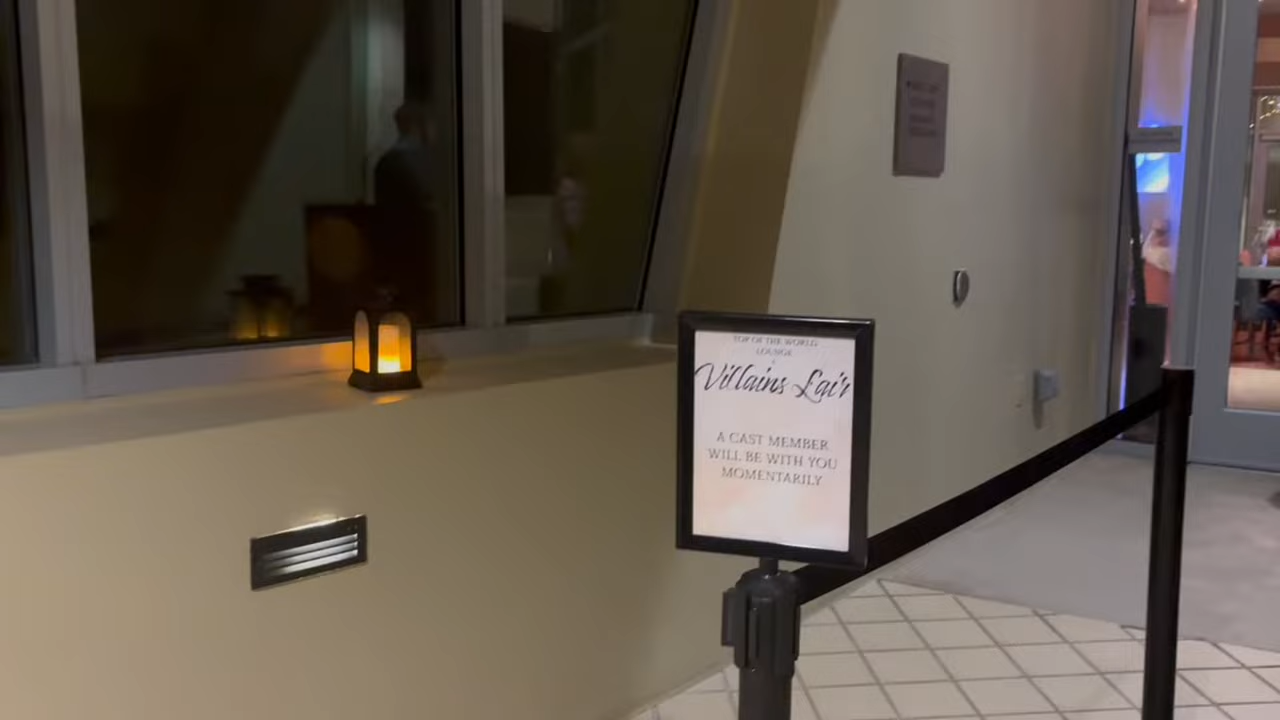 TOP OF THE WORLD
LOUNGE
Villains Lair
A CAST MEMBER
WILL BE WITH YOU
MOMENTARILY